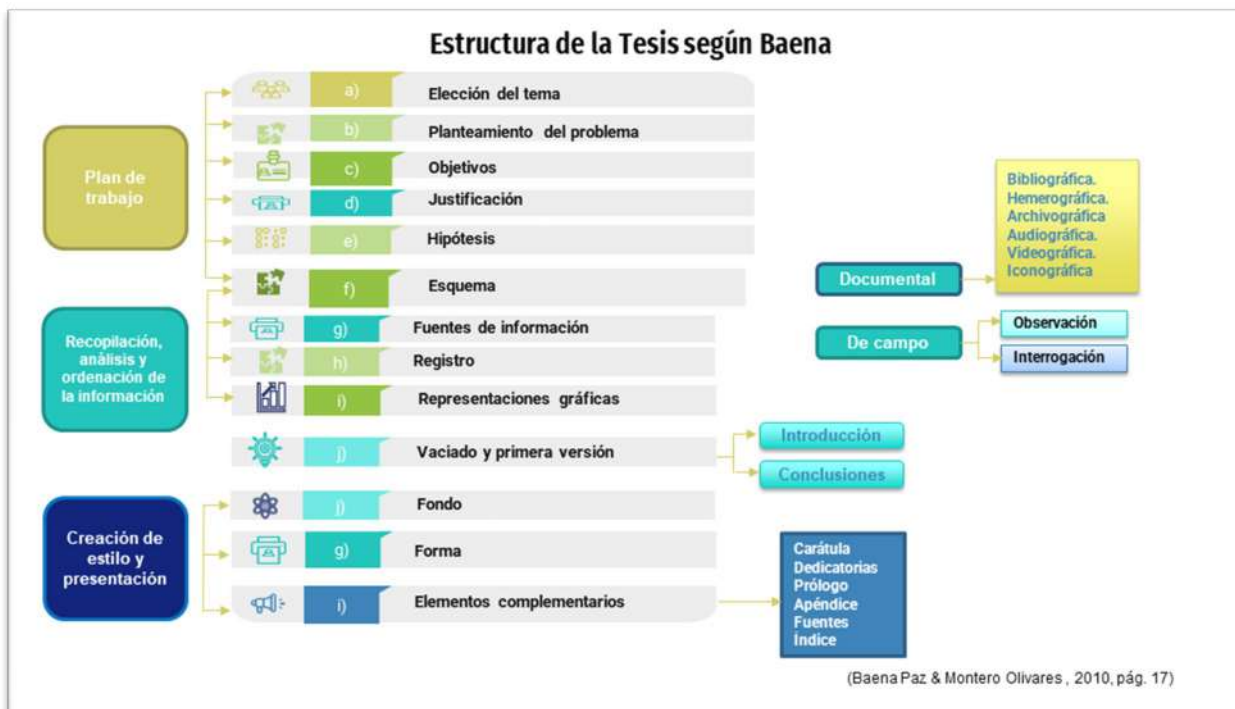 Estructura de la Tesis según Baena
Plan de
trabajo
a)
Elección del tema
b)
Planteamiento del problema
c)
Objetivos
d)
Justificación
e)
Hipótesis
f)
Esquema
Recopilación,
análisis y
ordenación de
la información
g)
Fuentes de información
h)
Registro
i)
Representaciones gráficas
j)
Vaciado y primera versión
Introducción
Conclusiones
Documental
Bibliográfica.
Hemerográfica.
Archivográfica
Audiográfica.
Videográfica.
Iconográfica
De campo
Observación
Interrogación
Creación de
estilo y
presentación
j)
Fondo
g)
Forma
i)
Elementos complementarios
Carátula
Dedicatorias
Prólogo
Apéndice
Fuentes
Índice
(Baena Paz & Montero Olivares , 2010, pág. 17)